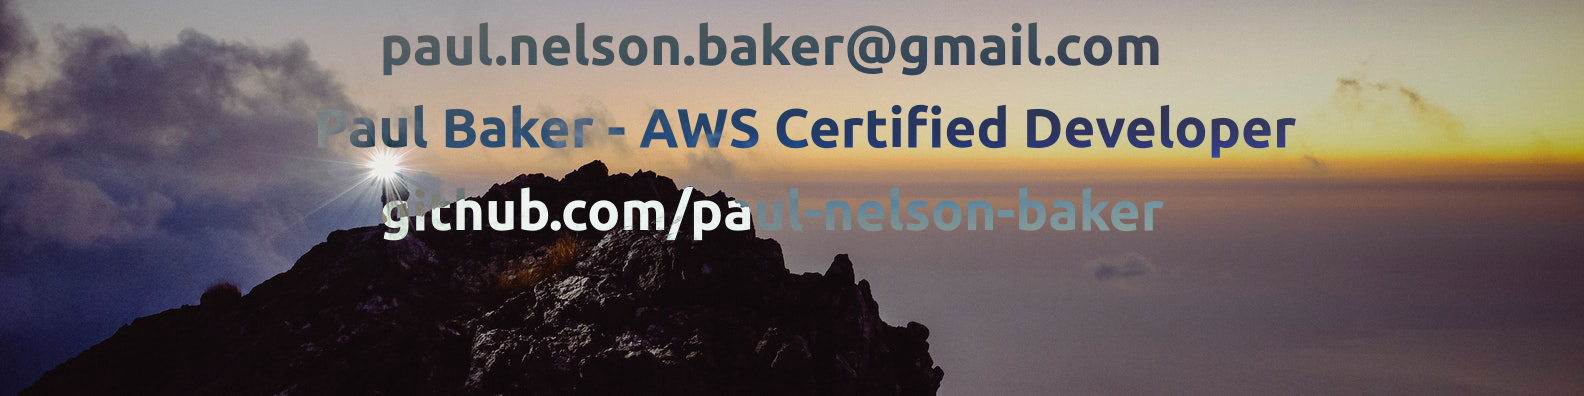 paul.nelson.baker@gmail.com
Paul Baker - AWS Certified Developer
github.com/paul-nelson-baker